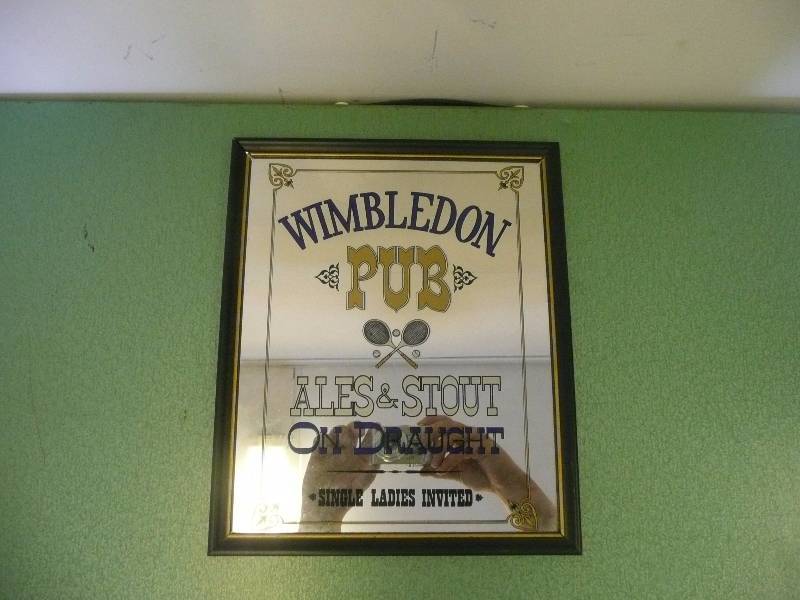 WIMBLEDON
PUB
ALES & STOUT
ON DRAUGHT
SINGLE LADIES INVITED